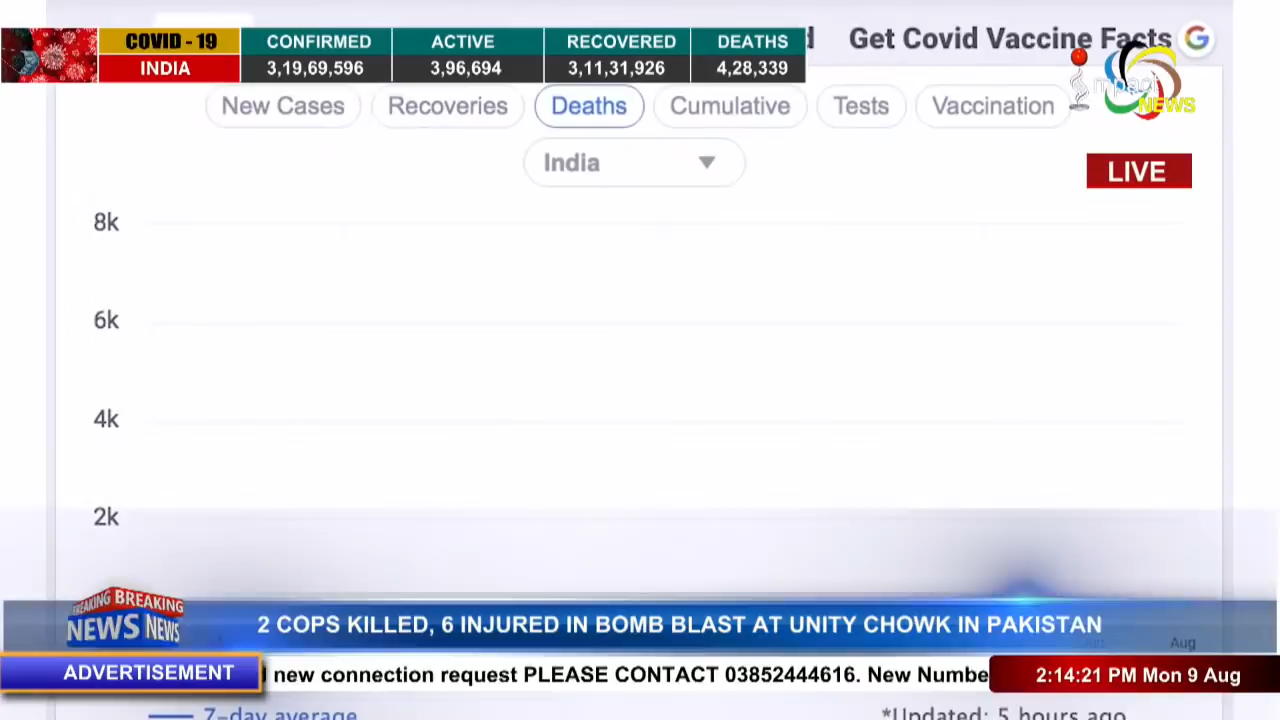 COVID - 19
CONFIRMED
ACTIVE
RECOVERED
DEATHS
INDIA
3,19,69,596
3,96,694
3,11,31,926
4,28,339
Get Covid Vaccine Facts
G
New Cases
Recoveries
Deaths
Cumulative
Tests
Vaccination
mpact
NEWS
India
LIVE
8k
6k
4k
2k
BREAKING
NEWS NEWS
2 COPS KILLED, 6 INJURED IN BOMB BLAST AT UNITY CHOWK IN PAKISTAN
Aug
ADVERTISEMENT
new connection request PLEASE CONTACT 03852444616. New Numbe
2:14:21 PM Mon 9 Aug
7-day average
*Updated: 5 hours ago